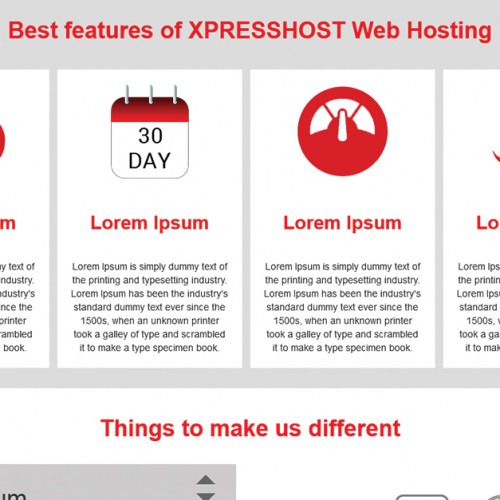 Best features of XPRESSHOST Web Hosting
30
DAY
m
Lorem Ipsum
Lorem Ipsum
Lo
y text of
ndustry.
ndustry's
nce the
printer
rambled
book.
Lorem Ipsum is simply dummy text of
the printing and typesetting industry.
Lorem Ipsum has been the industry's
standard dummy text ever since the
1500s, when an unknown printer
took a galley of type and scrambled
it to make a type specimen book.
Lorem Ipsum is simply dummy text of
the printing and typesetting industry.
Lorem Ipsum has been the industry's
standard dummy text ever since the
1500s, when an unknown printer
took a galley of type and scrambled
it to make a type specimen book.
Lorem Ips
the printin
Lorem Ips
standard
1500s, w
took a ga
it to mak
Things to make us different
um